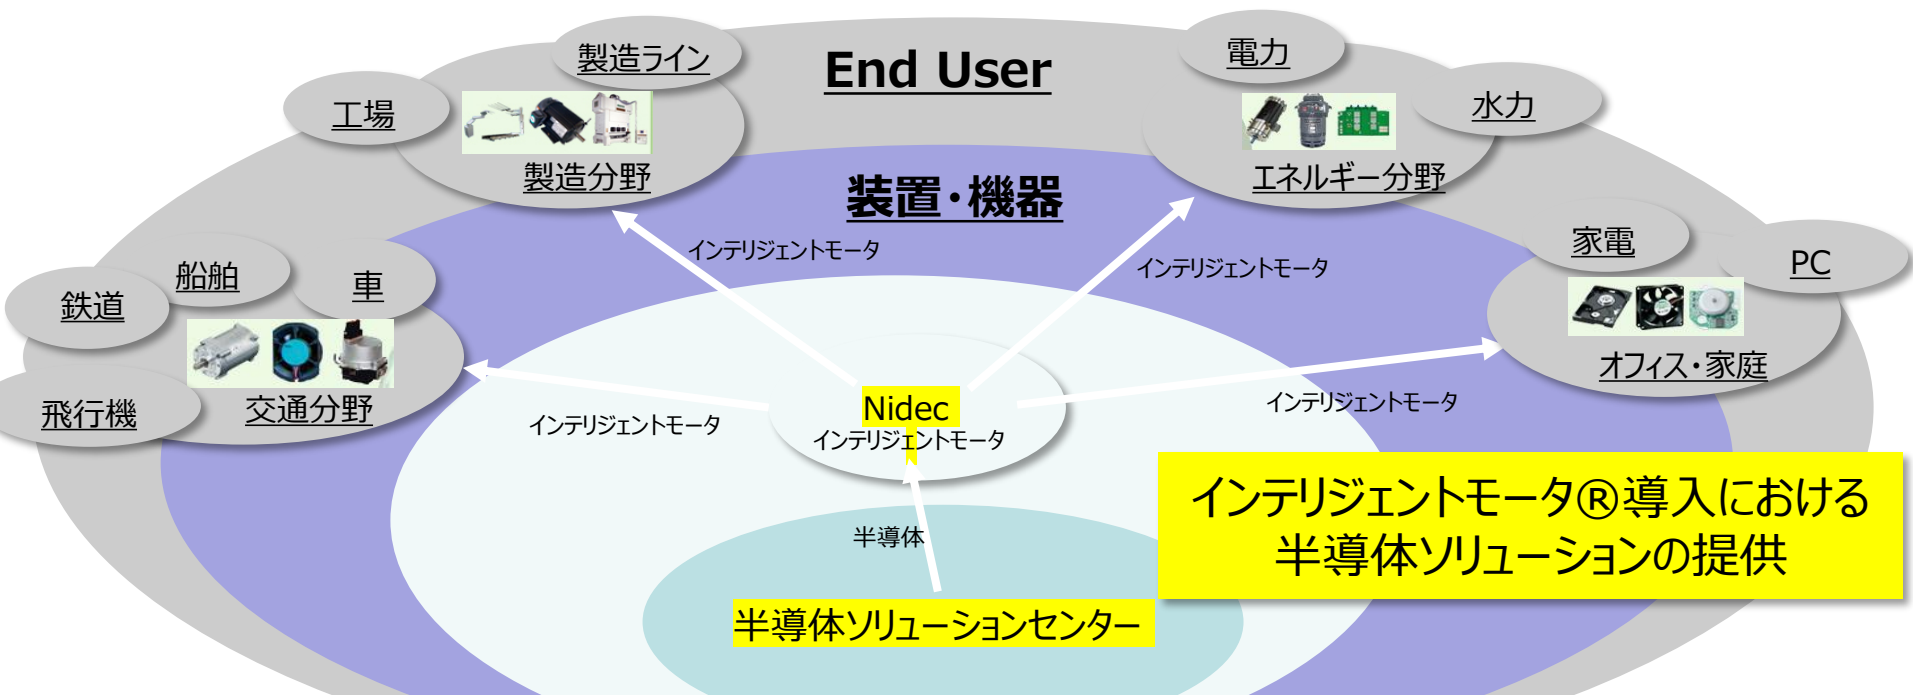 製造ライン
End User
電力
工場
水力
製造分野
エネルギー分野
装置・機器
インテリジェントモータ
インテリジェントモータ
家電
PC
船舶
車
鉄道
オフィス・家庭
飛行機
交通分野
インテリジェントモータ
インテリジェントモータ
Nidec
インテリジェントモータ
インテリジェントモータ®導入における
半導体ソリューションの提供
半導体
半導体ソリューションセンター